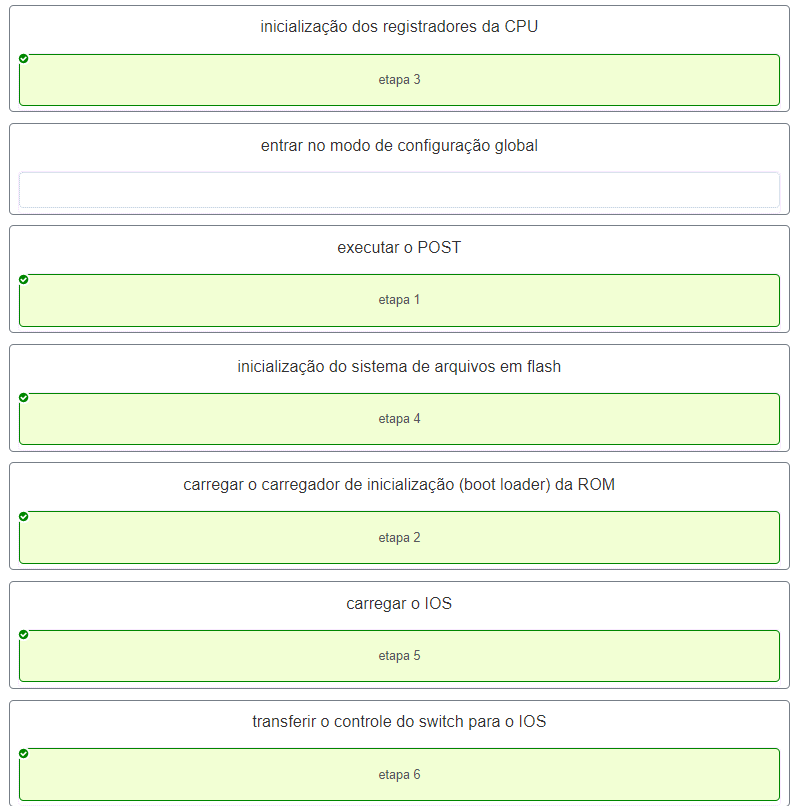 inicialização dos registradores da CPU
etapa 3
entrar no modo de configuração global
executar o POST
etapa 1
inicialização do sistema de arquivos em flash
etapa 4
carregar o carregador de inicialização (boot loader) da ROM
etapa 2
carregar o IOS
etapa 5
transferir o controle do switch para o IOS
etapa 6